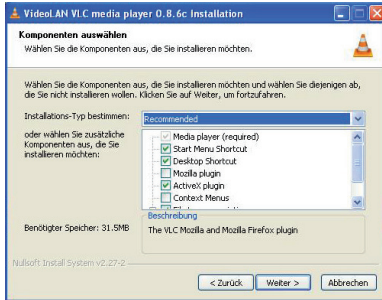 VideoLAN VLC media player 0.8.6c Installation
Komponenten auswählen
Wählen Sie die Komponenten aus, die Sie installieren möchten.
Wählen Sie die Komponenten aus, die Sie installieren möchten und wählen Sie diejenigen ab,
die Sie nicht installieren wollen. Klicken Sie auf Weiter, um fortzufahren.
Installations-Typ bestimmen:
Recommended
oder wählen Sie zusätzliche
Komponenten aus, die Sie
installieren möchten:
Media player (required)
Start Menu Shortcut
Desktop Shortcut
Mozilla plugin
ActiveX plugin
Context Menus
Benötigter Speicher: 31.5MB
Beschreibung
The VLC Mozilla and Mozilla Firefox plugin
Nullsoft Install System v2.27-2
< Zurück
Weiter >
Abbrechen